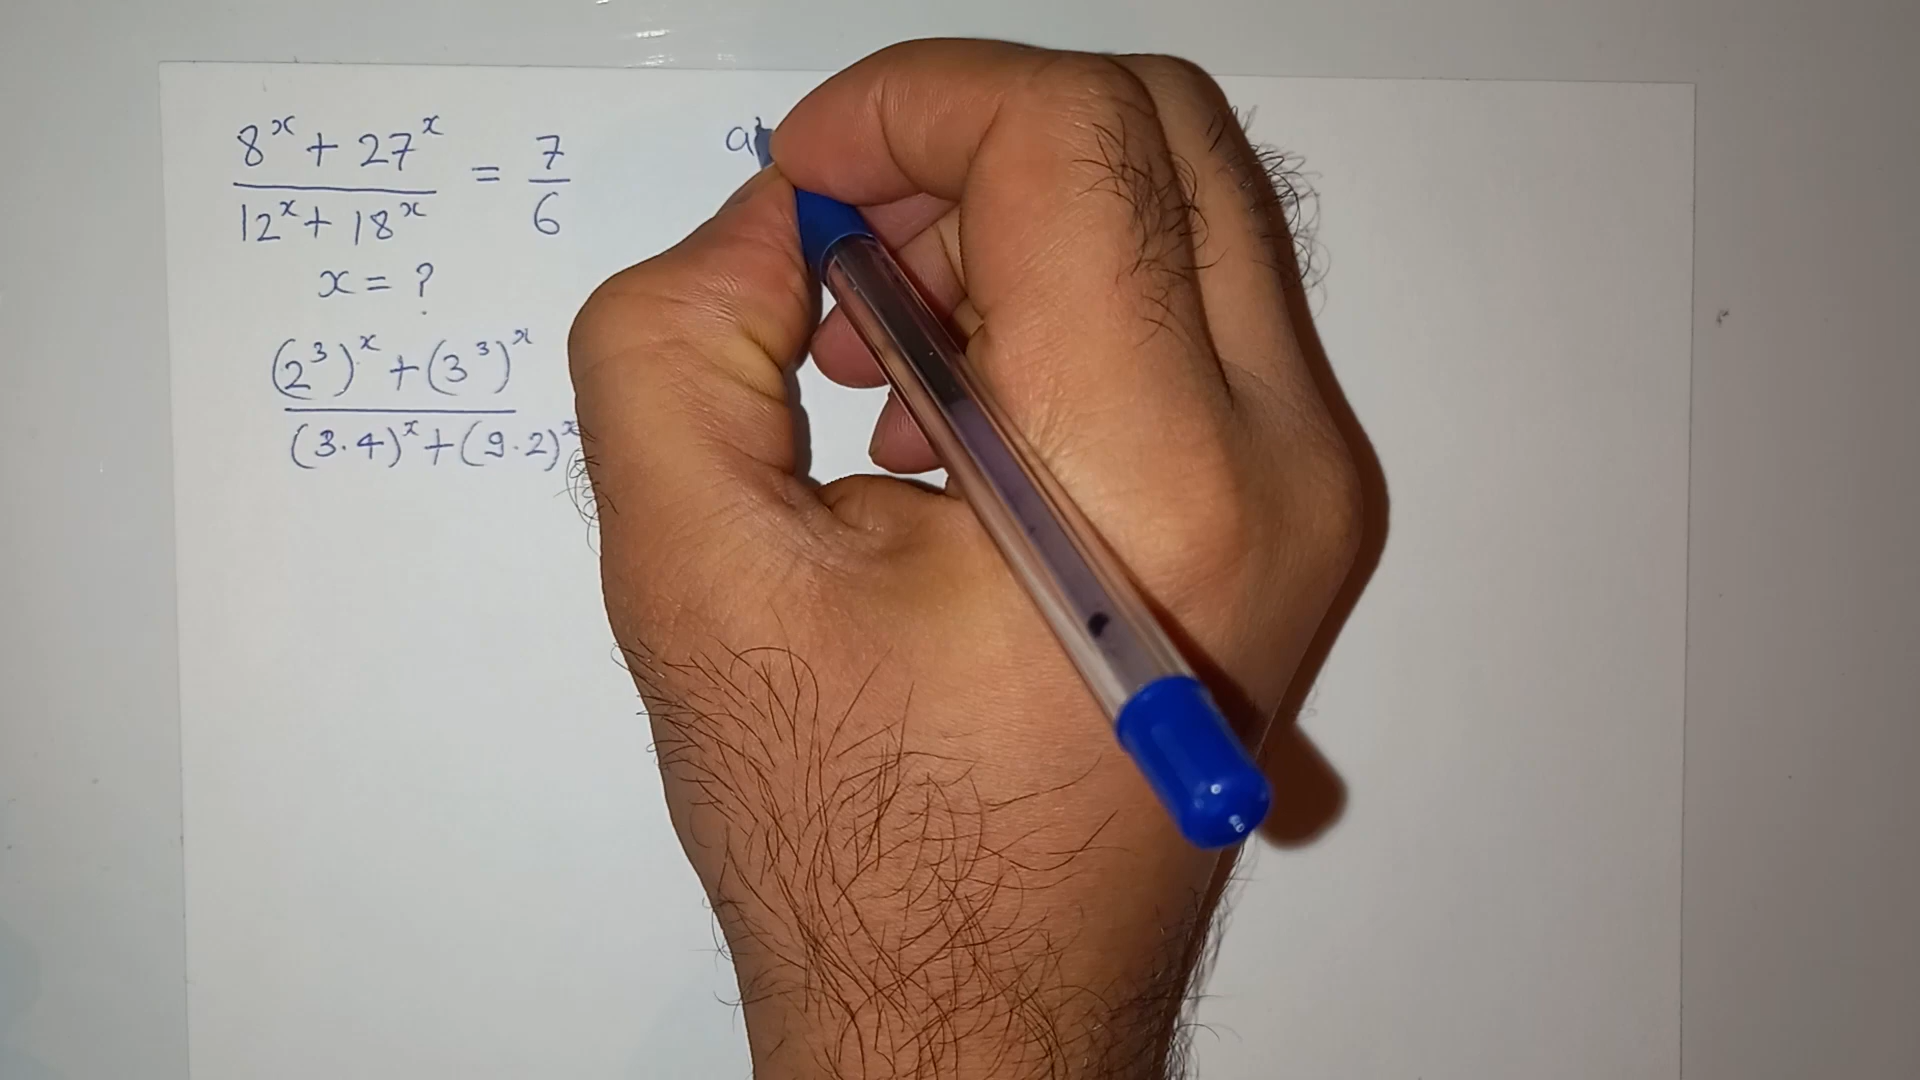 8^x + 27^x / 12^x + 18^x = 7/6
x = ?
(2^3)^x + (3^3)^x / (3.4)^x + (9.2)^x
a